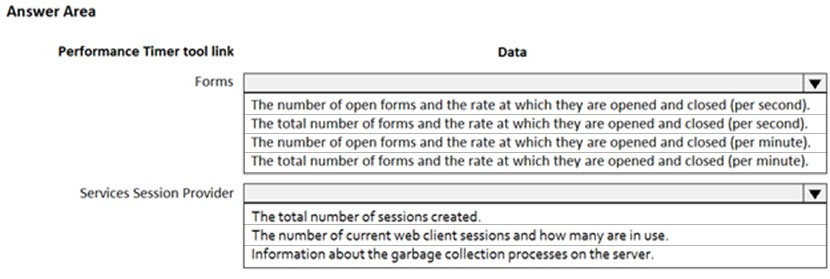 Answer Area
Performance Timer tool link Data
Forms
The number of open forms and the rate at which they are opened and closed (per second).
The total number of forms and the rate at which they are opened and closed (per second).
The number of open forms and the rate at which they are opened and closed (per minute).
The total number of forms and the rate at which they are opened and closed (per minute).
Services Session Provider
The total number of sessions created.
The number of current web client sessions and how many are in use.
Information about the garbage collection processes on the server.